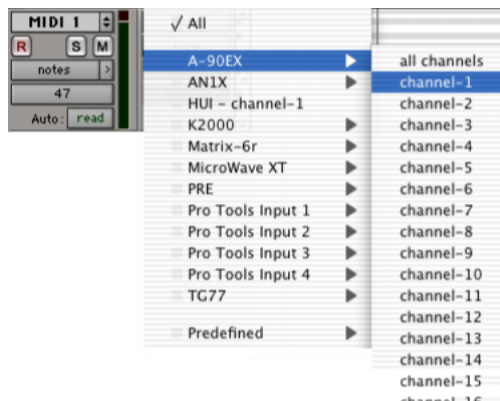 MIDI 1
R S M
notes >
47
Auto: read
√ All
A-90EX
AN1X
HUI - channel-1
K2000
Matrix-6r
MicroWave XT
PRE
Pro Tools Input 1
Pro Tools Input 2
Pro Tools Input 3
Pro Tools Input 4
TG77
Predefined
all channels
channel-1
channel-2
channel-3
channel-4
channel-5
channel-6
channel-7
channel-8
channel-9
channel-10
channel-11
channel-12
channel-13
channel-14
channel-15